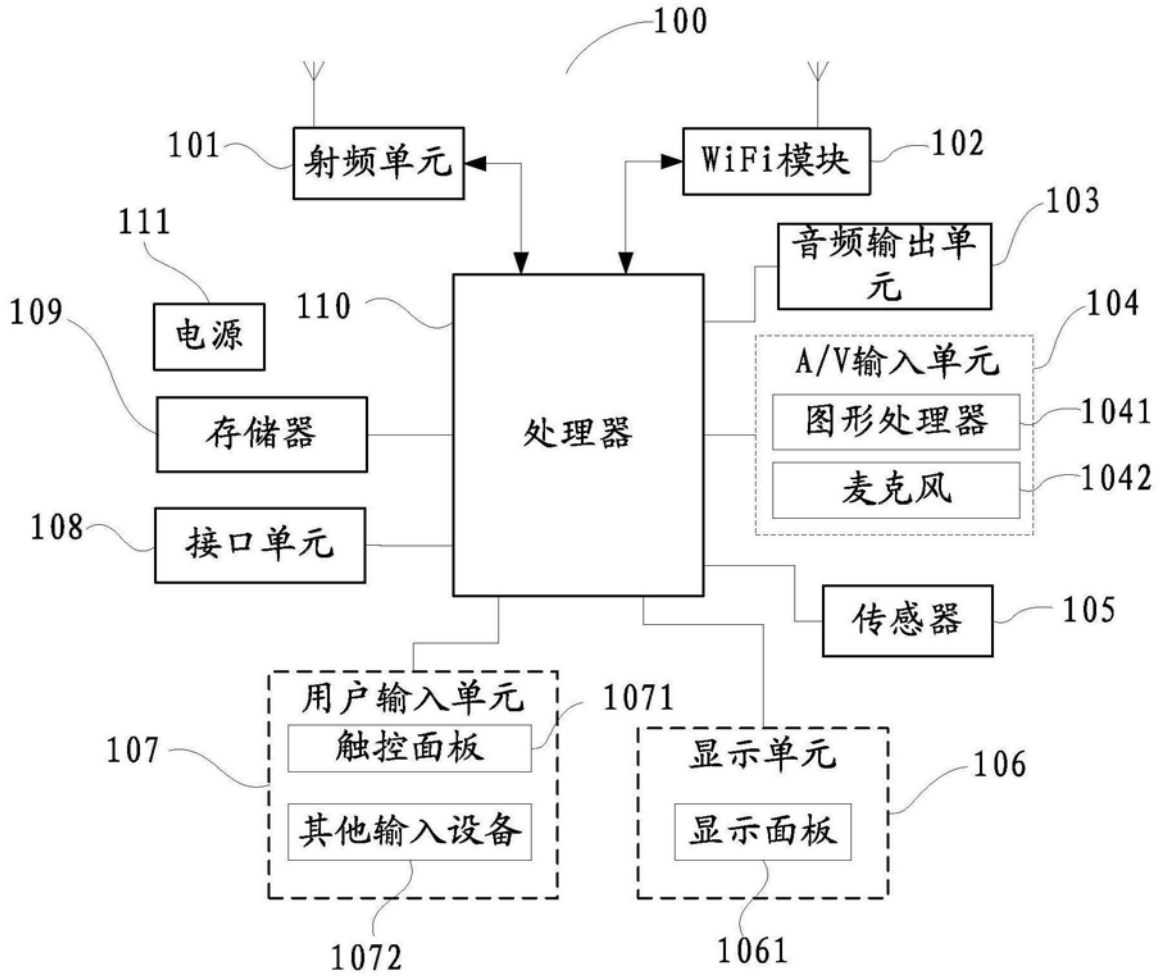 100
101
射频单元
WiFi模块
102
103
音频输出单
元
111
电源
110
处理器
104
A/V输入单元
图形处理器
1041
麦克风
1042
109
存储器
108
接口单元
传感器
105
用户输入单元
1071
触控面板
107
其他输入设备
1072
显示单元
106
显示面板
1061